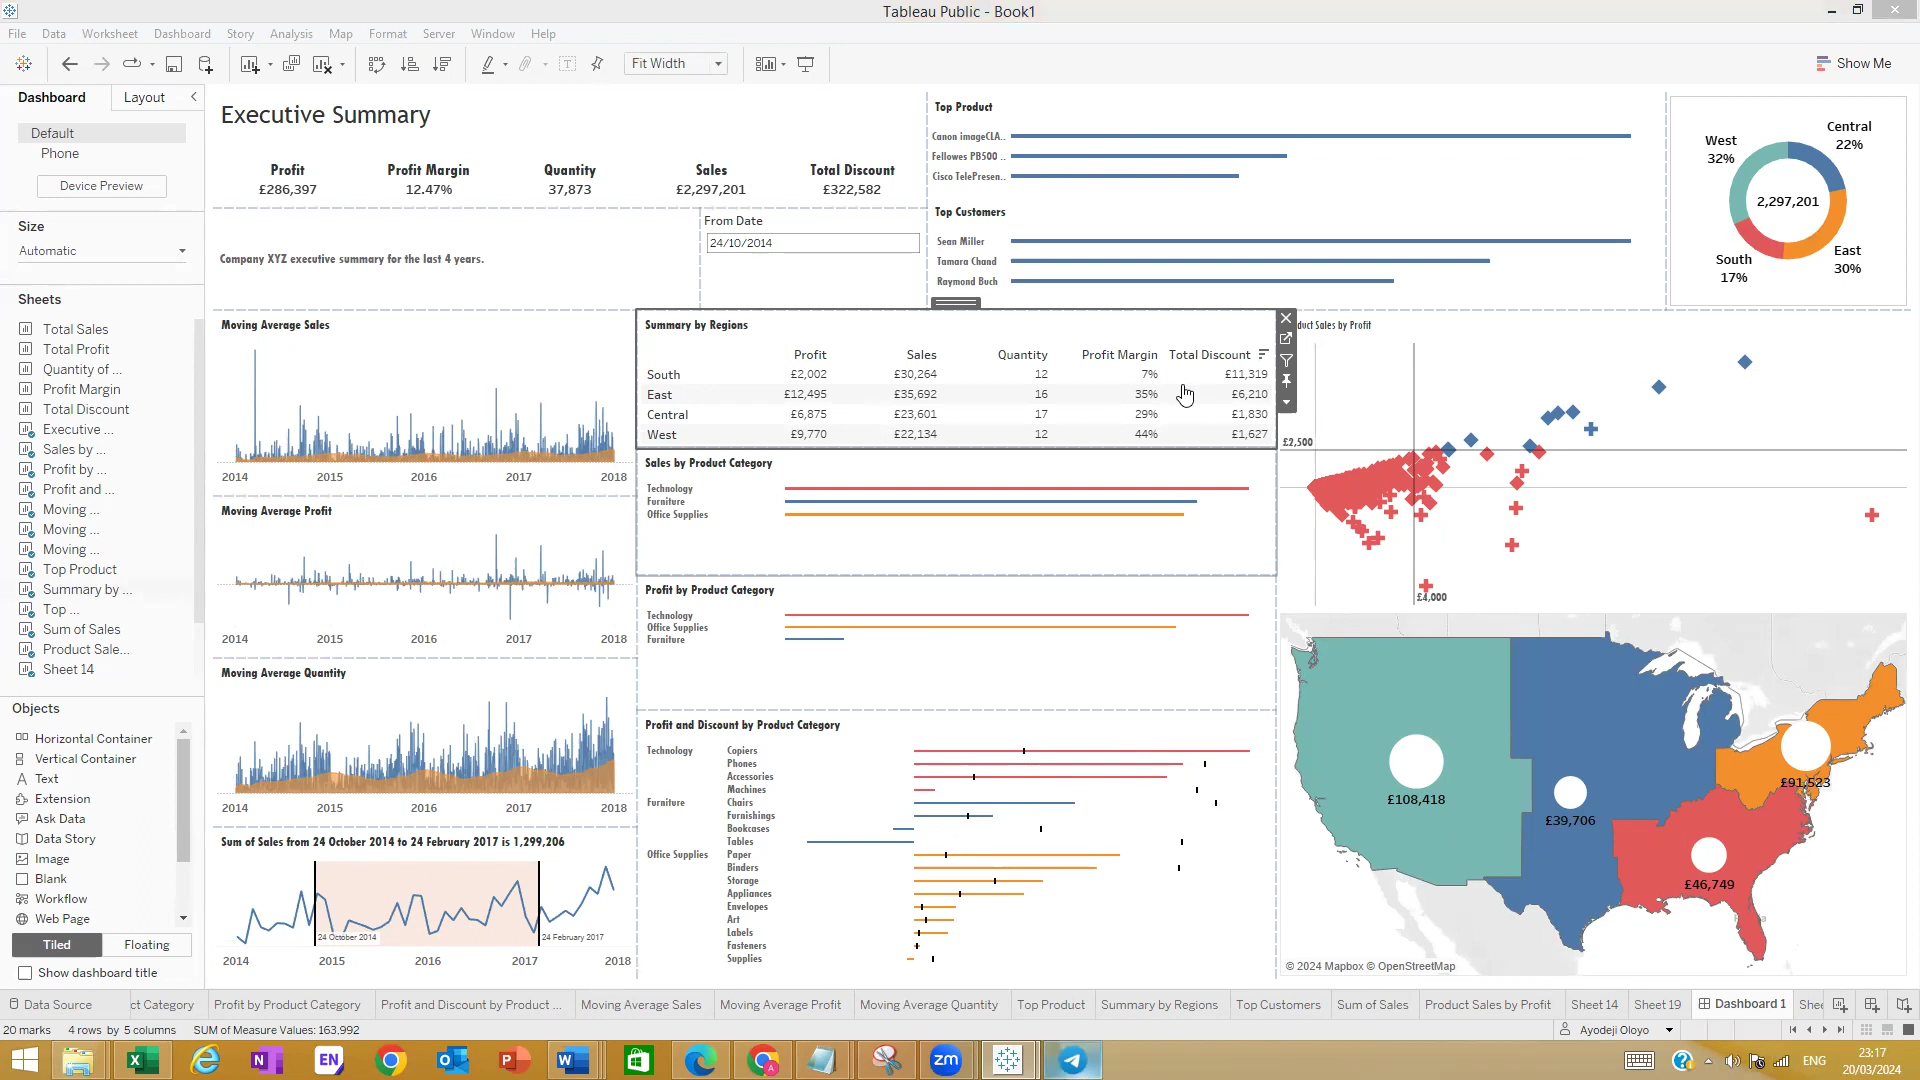 Tableau Public - Book1
File Data Worksheet Dashboard Story Analysis Map Format Server Window Help
Fit Width
Show Me
Dashboard Layout
Default
Phone
Device Preview
Size
Automatic
Sheets
Total Sales
Total Profit
Quantity of ...
Profit Margin
Total Discount
Executive ...
Sales by ...
Profit by ...
Profit and ...
Moving ...
Moving ...
Moving ...
Top Product
Summary by ...
Top ...
Sum of Sales
Product Sale...
Sheet 14
Objects
Horizontal Container
Vertical Container
Text
Extension
Ask Data
Data Story
Image
Blank
Workflow
Web Page
Tiled Floating
Show dashboard title
Executive Summary
Profit Profit Margin Quantity Sales Total Discount
£286,397 12.47% 37,873 £2,297,201 £322,582
Company XYZ executive summary for the last 4 years.
From Date
24/10/2014
Top Product
Canon imageCLA..
Fellowes PB500 ..
Cisco TelePresen..
Top Customers
Sean Miller
Tamara Chand
Raymond Buch
West
32%
Central
22%
2,297,201
South
17%
East
30%
Moving Average Sales
2014 2015 2016 2017 2018
Moving Average Profit
2014 2015 2016 2017 2018
Moving Average Quantity
2014 2015 2016 2017 2018
Sum of Sales from 24 October 2014 to 24 February 2017 is 1,299,206
24 October 2014 24 February 2017
2014 2015 2016 2017 2018
Summary by Regions
Profit Sales Quantity Profit Margin Total Discount
South £2,002 £30,264 12 7% £11,319
East £12,495 £35,692 16 35% £6,210
Central £6,875 £23,601 17 29% £1,830
West £9,770 £22,134 12 44% £1,627
Sales by Product Category
Technology
Furniture
Office Supplies
Profit by Product Category
Technology
Office Supplies
Furniture
Profit and Discount by Product Category
Technology Copiers
Phones
Accessories
Machines
Furniture Chairs
Furnishings
Bookcases
Tables
Office Supplies Paper
Binders
Storage
Appliances
Envelopes
Art
Labels
Fasteners
Supplies
duct Sales by Profit
£2,500
£4,000
£108,418
£39,706
£91,523
£46,749
© 2024 Mapbox © OpenStreetMap
Data Source ct Category Profit by Product Category Profit and Discount by Product ... Moving Average Sales Moving Average Profit Moving Average Quantity Top Product Summary by Regions Top Customers Sum of Sales Product Sales by Profit Sheet 14 Sheet 19 Dashboard 1 Shee
20 marks 4 rows by 5 columns SUM of Measure Values: 163,992
Ayodeji Oloyo
EN
zm
ENG
23:17
20/03/2024